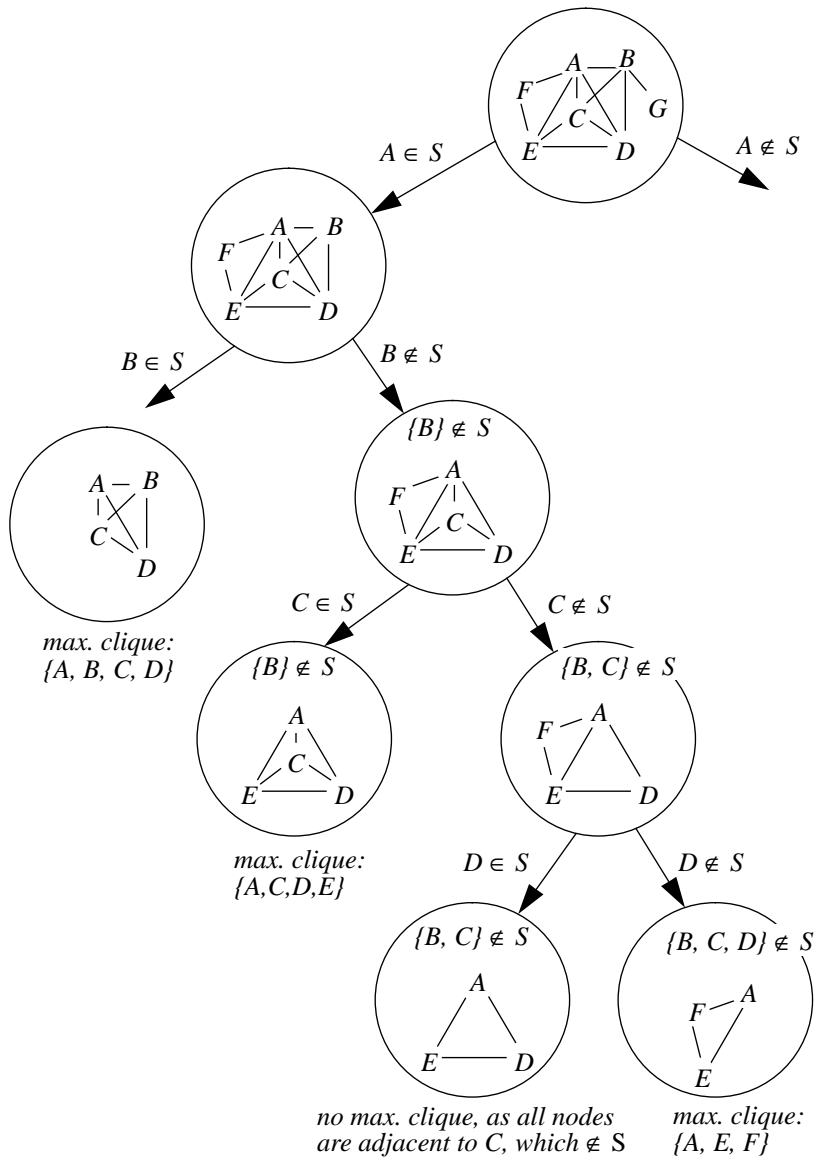 A B
F
G
C
E D
A ∈ S
A ∉ S
A B
F
C
E D
B ∈ S
B ∉ S
{B} ∉ S
A
F
C
E D
A B
C
D
max. clique:
{A, B, C, D}
C ∈ S
C ∉ S
{B} ∉ S
A
C
E D
max. clique:
{A,C,D,E}
{B, C} ∉ S
A
F
E D
D ∈ S
D ∉ S
{B, C} ∉ S
A
E D
no max. clique, as all nodes
are adjacent to C, which ∉ S
{B, C, D} ∉ S
A
F
E
max. clique:
{A, E, F}